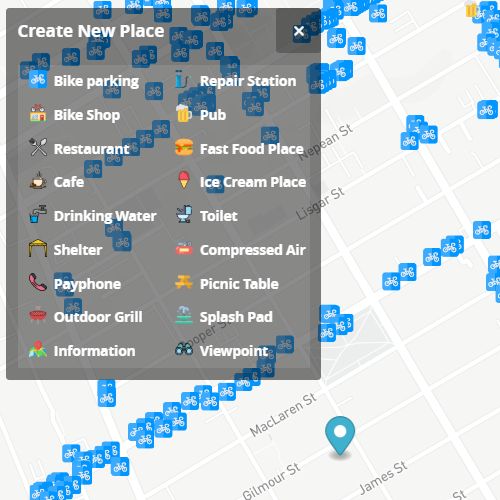 Create New Place ×
Bike parking Repair Station
Bike Shop Pub
Restaurant Fast Food Place
Cafe Ice Cream Place
Drinking Water Toilet
Shelter Compressed Air
Payphone Picnic Table
Outdoor Grill Splash Pad
Information Viewpoint
Nepean St
Lisgar St
ooper St
MacLaren St
Gilmour St
James St